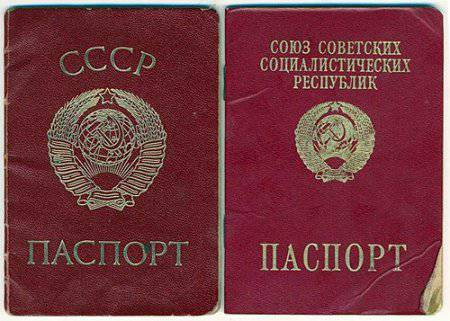 СССР
ПАСПОРТ
СОЮЗ СОВЕТСКИХ
СОЦИАЛИСТИЧЕСКИХ
РЕСПУБЛИК
ПАСПОРТ